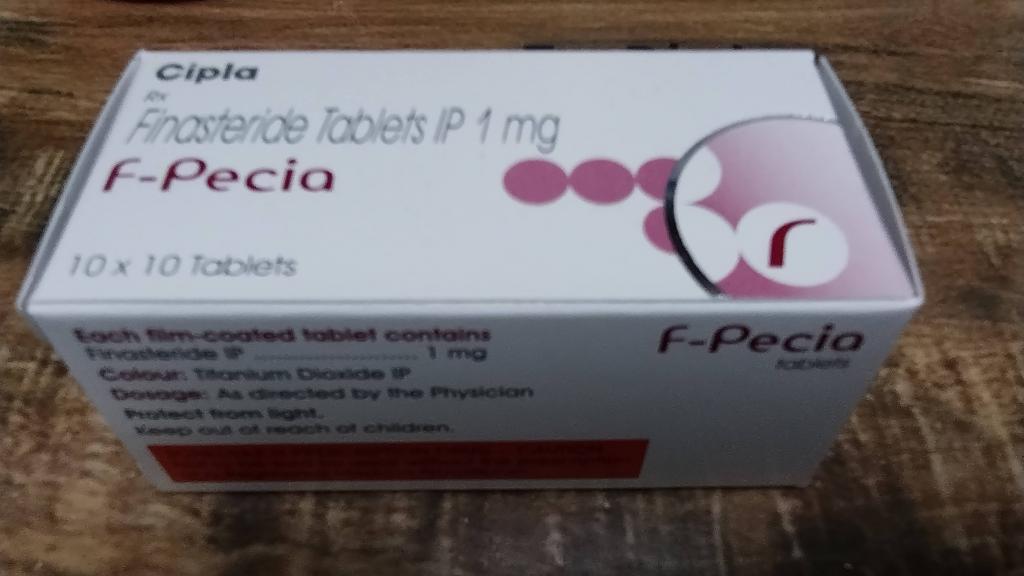 Cipla
Rx
Finasteride Tablets IP 1 mg
F-Pecia
10 x 10 Tablets
Each film-coated tablet contains
Finasteride IP ........................ 1 mg
Colour: Titanium Dioxide IP
Dosage: As directed by the Physician
Protect from light.
Keep out of reach of children.
F-Pecia
tablets